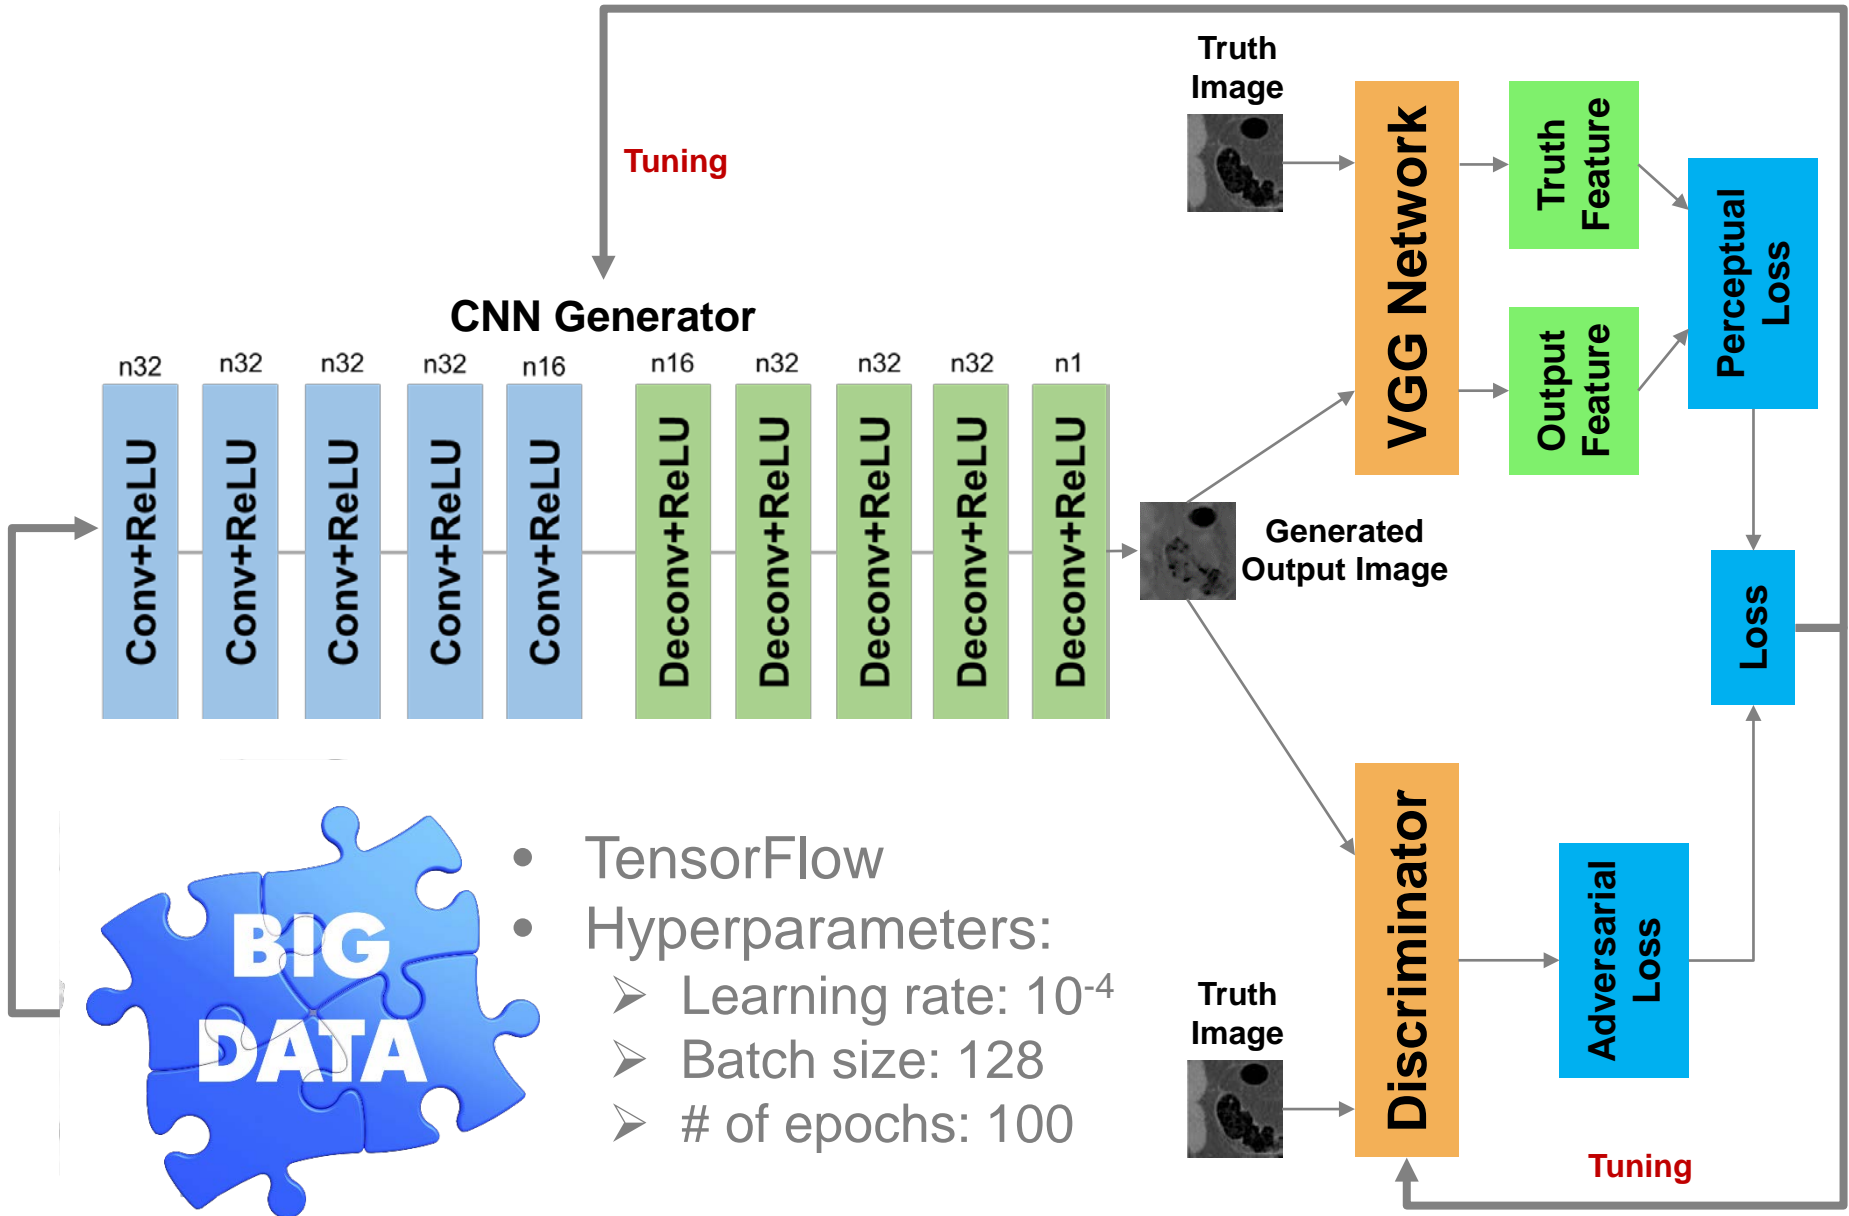 Truth
Image
Tuning
VGG Network
Truth
Feature
Output
Feature
Perceptual
Loss
CNN Generator
n32
n32
n32
n32
n16
n16
n32
n32
n32
n1
Conv+ReLU
Conv+ReLU
Conv+ReLU
Conv+ReLU
Conv+ReLU
Deconv+ReLU
Deconv+ReLU
Deconv+ReLU
Deconv+ReLU
Deconv+ReLU
Generated
Output Image
Loss
BIG
DATA
• TensorFlow
• Hyperparameters:
➢ Learning rate: 10⁻⁴
➢ Batch size: 128
➢ # of epochs: 100
Truth
Image
Discriminator
Adversarial
Loss
Tuning